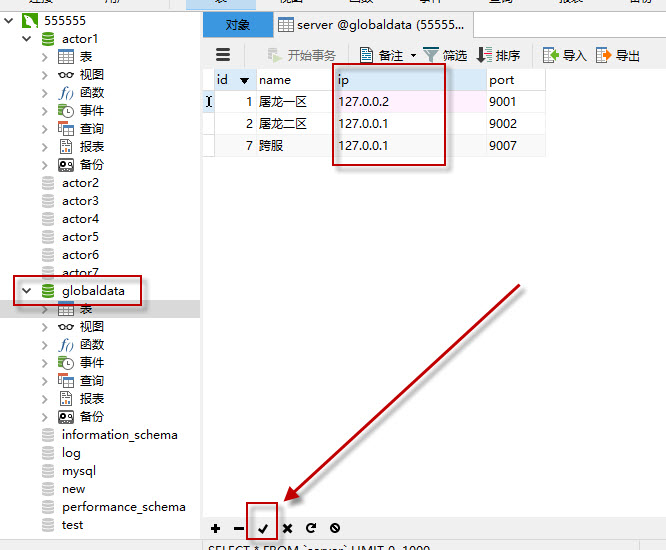 555555
actor1
表
视图
函数
事件
查询
报表
备份
actor2
actor3
actor4
actor5
actor6
actor7
globaldata
表
视图
函数
事件
查询
报表
备份
information_schema
log
mysql
new
performance_schema
test
对象 server @globaldata (55555...
开始事务 备注 筛选 排序 导入 导出
id name ip port
1 屠龙一区 127.0.0.2 9001
2 屠龙二区 127.0.0.1 9002
7 跨服 127.0.0.1 9007
SELECT * FROM `server` LIMIT 0, 1000